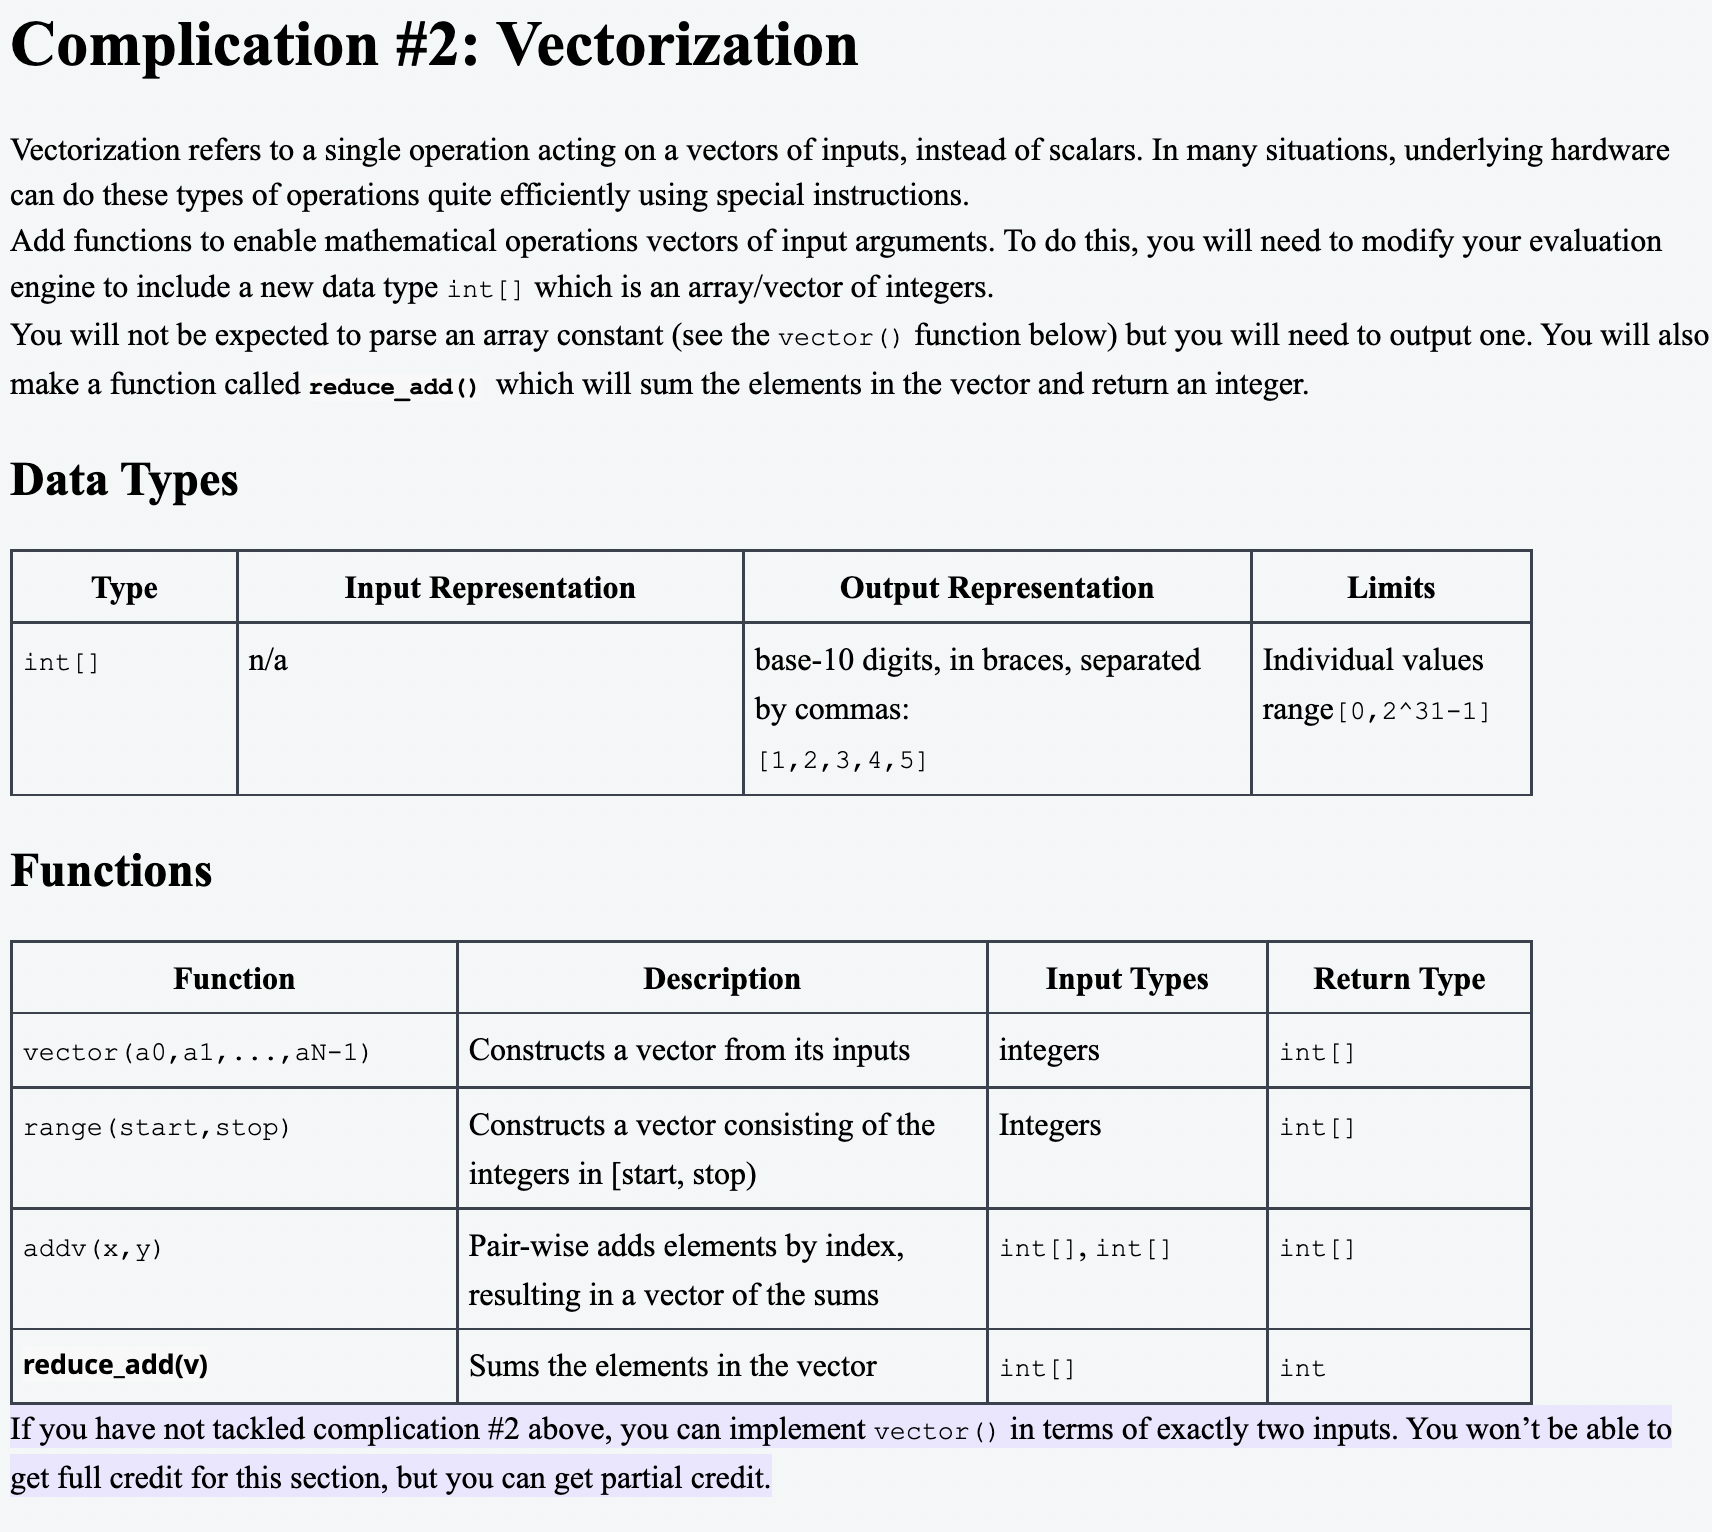 Complication #2: Vectorization
Vectorization refers to a single operation acting on a vectors of inputs, instead of scalars. In many situations, underlying hardware
can do these types of operations quite efficiently using special instructions.
Add functions to enable mathematical operations vectors of input arguments. To do this, you will need to modify your evaluation
engine to include a new data type int[] which is an array/vector of integers.
You will not be expected to parse an array constant (see the vector() function below) but you will need to output one. You will also
make a function called reduce_add() which will sum the elements in the vector and return an integer.
Data Types
Type Input Representation Output Representation Limits
int[] n/a base-10 digits, in braces, separated Individual values
by commas: range[0,2^31-1]
[1,2,3,4,5]
Functions
Function Description Input Types Return Type
vector(a0,a1,...,aN-1) Constructs a vector from its inputs integers int[]
range(start,stop) Constructs a vector consisting of the Integers int[]
integers in [start, stop)
addv(x,y) Pair-wise adds elements by index, int[], int[] int[]
resulting in a vector of the sums
reduce_add(v) Sums the elements in the vector int[] int
If you have not tackled complication #2 above, you can implement vector() in terms of exactly two inputs. You won’t be able to
get full credit for this section, but you can get partial credit.